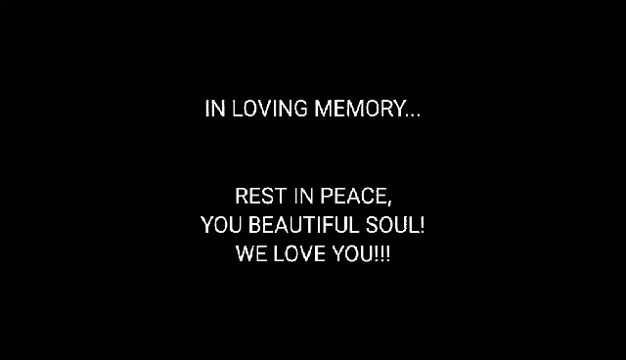 IN LOVING MEMORY...
REST IN PEACE,
YOU BEAUTIFUL SOUL!
WE LOVE YOU!!!